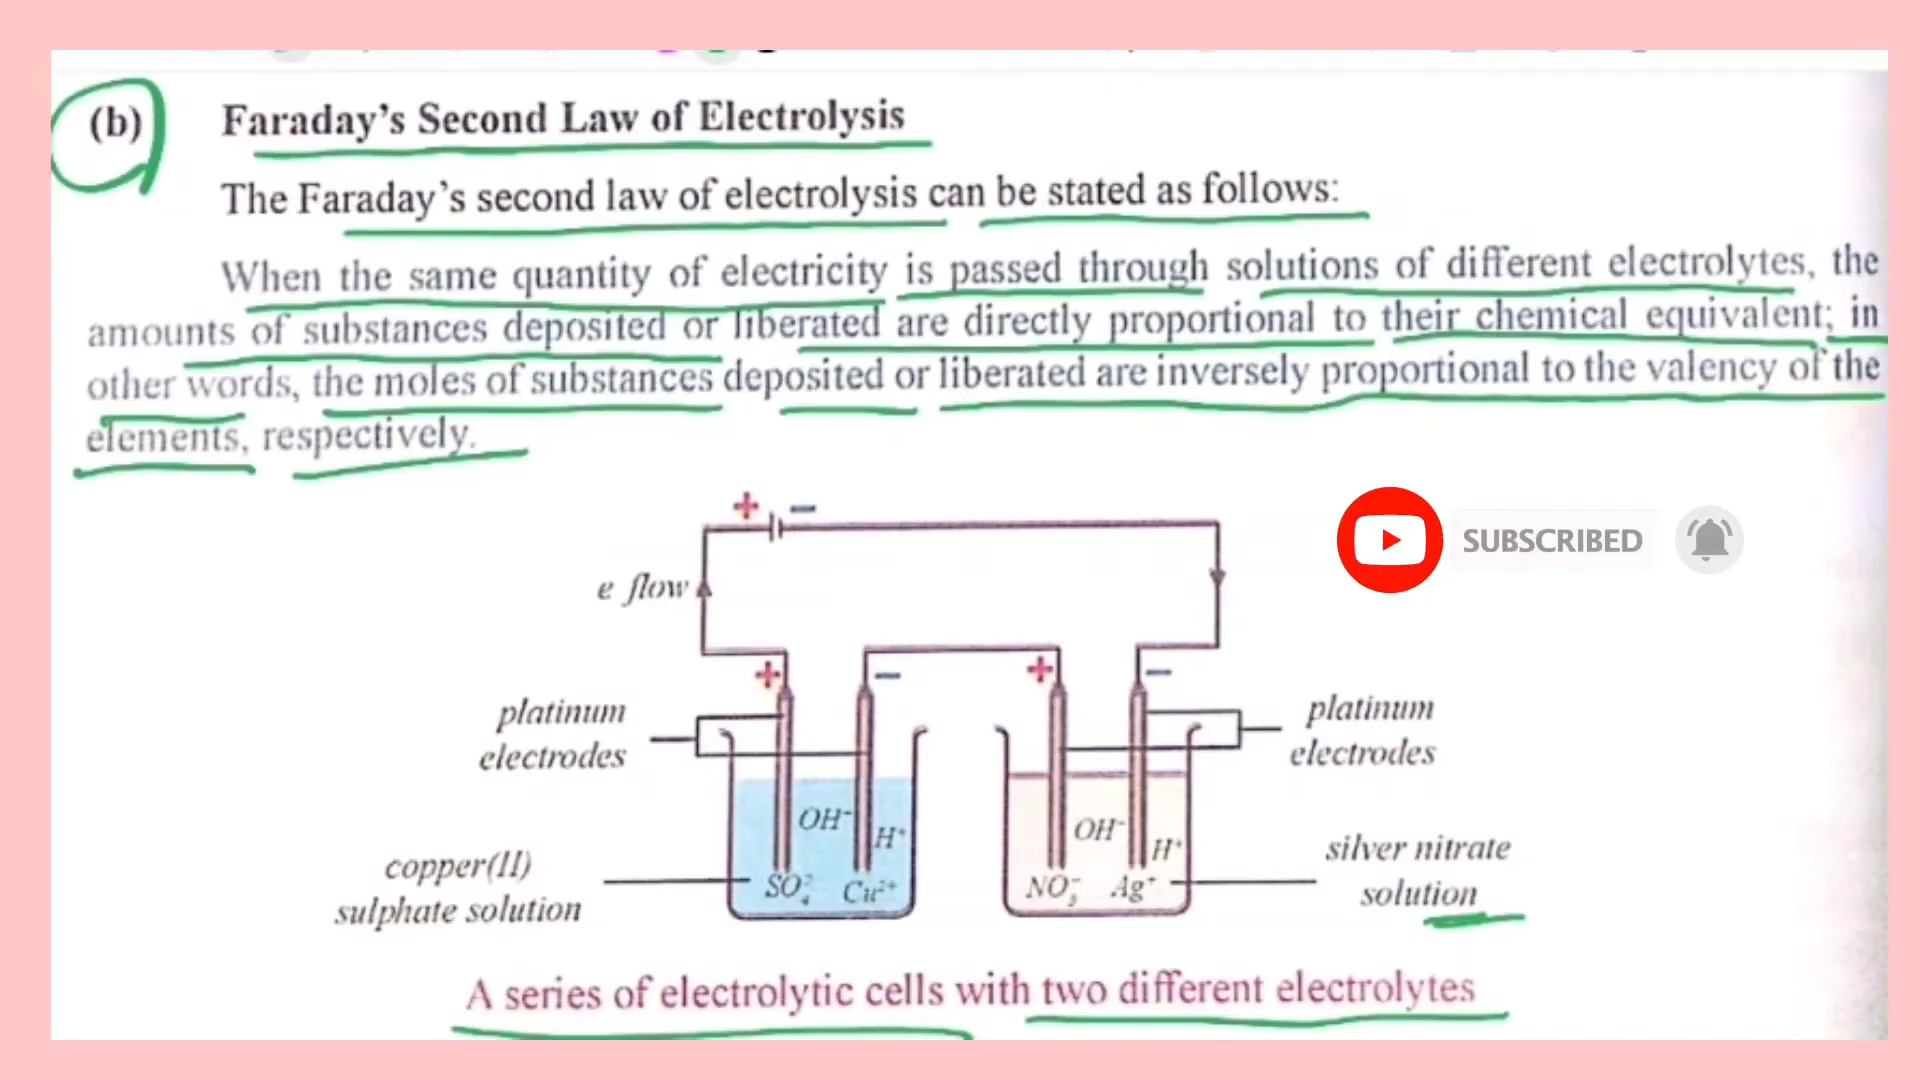 (b) Faraday's Second Law of Electrolysis
The Faraday's second law of electrolysis can be stated as follows:
When the same quantity of electricity is passed through solutions of different electrolytes, the
amounts of substances deposited or liberated are directly proportional to their chemical equivalent; in
other words, the moles of substances deposited or liberated are inversely proportional to the valency of the
elements, respectively.
+ −
SUBSCRIBED
e flow
+ − + −
platinum
electrodes
platinum
electrodes
OH⁻ H⁺
OH⁻ H⁺
copper(II)
sulphate solution
SO₄²⁻ Cu²⁺
NO₃⁻ Ag⁺
silver nitrate
solution
A series of electrolytic cells with two different electrolytes